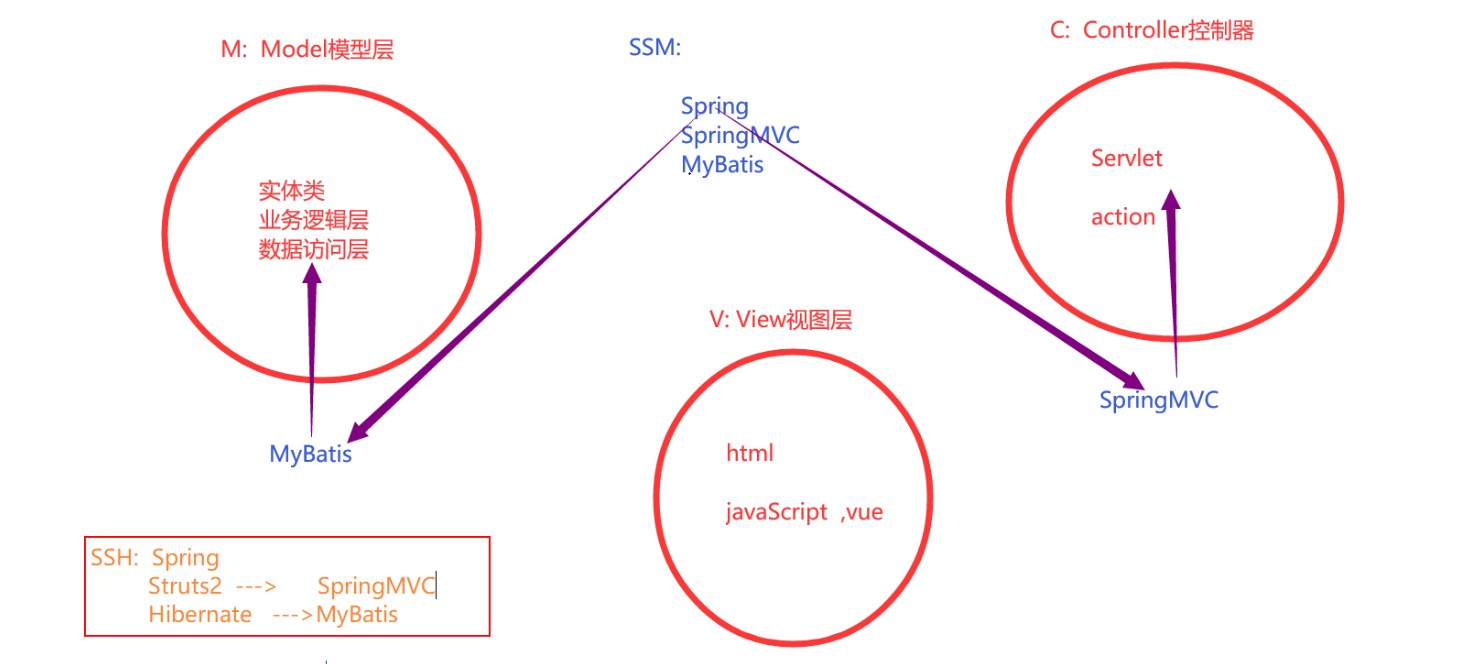 M: Model模型层
实体类
业务逻辑层
数据访问层
MyBatis
SSM:
Spring
SpringMVC
MyBatis
C: Controller控制器
Servlet
action
SpringMVC
V: View视图层
html
javaScript ,vue
SSH: Spring
Struts2 ---> SpringMVC
Hibernate --->MyBatis